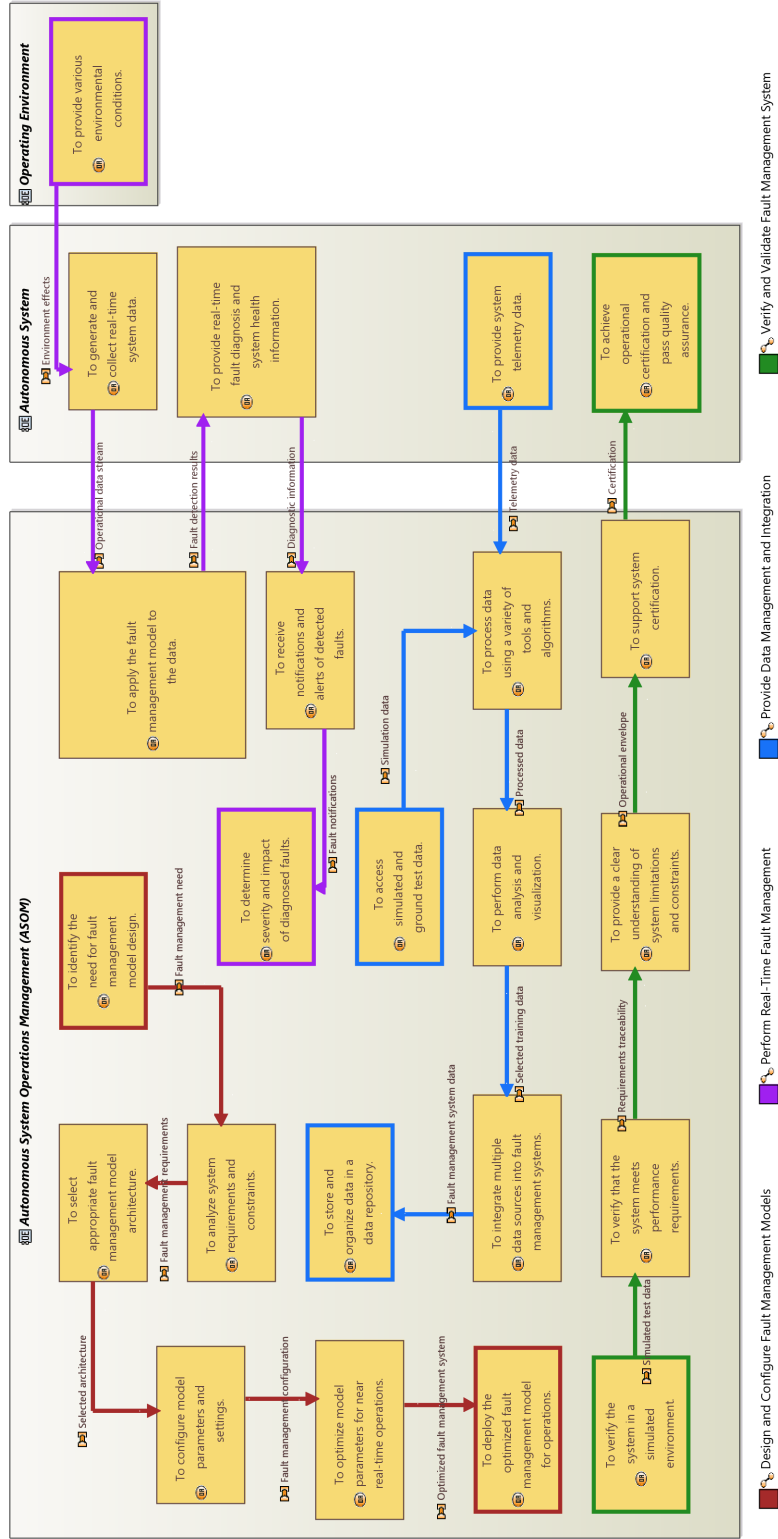 Autonomous System Operations Management (ASOM)
To select
appropriate fault
management model
architecture.
To identify the
need for fault
management
model design.
To apply the fault
management model to
the data.
Selected architecture
Fault management need
Operational data stream
Fault management requirements
Fault detection results
To configure model
parameters and
settings.
To analyze system
requirements and
constraints.
To determine
severity and impact
of diagnosed faults.
To receive
notifications and
alerts of detected
faults.
Diagnostic information
Fault management configuration
Fault notifications
To optimize model
parameters for near
real-time operations.
To store and
organize data in a
data repository.
To access
simulated and
ground test data.
Simulation data
Optimized fault management system
Fault management system data
To deploy the
optimized fault
management model
for operations.
To integrate multiple
data sources into fault
management systems.
Selected training data
To perform data
analysis and
visualization.
Processed data
To process data
using a variety of
tools and
algorithms.
Telemetry data
To verify the
system in a
simulated
environment.
Simulated test data
To verify that the
system meets
performance
requirements.
Requirements traceability
To provide a clear
understanding of
system limitations
and constraints.
Operational envelope
To support system
certification.
Certification
Autonomous System
Environment effects
To generate and
collect real-time
system data.
To provide real-time
fault diagnosis and
system health
information.
To provide system
telemetry data.
To achieve
operational
certification and
pass quality
assurance.
Operating Environment
To provide various
environmental
conditions.
Design and Configure Fault Management Models
Perform Real-Time Fault Management
Provide Data Management and Integration
Verify and Validate Fault Management System